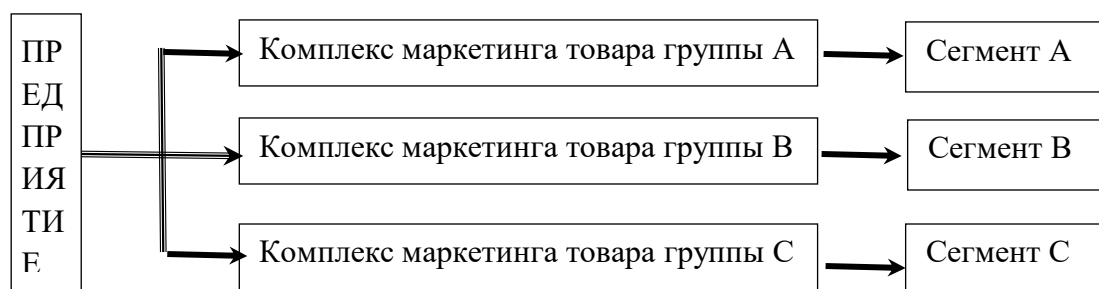 ПР
ЕД
ПР
ИЯ
ТИ
Е
Комплекс маркетинга товара группы А
Сегмент А
Комплекс маркетинга товара группы В
Сегмент В
Комплекс маркетинга товара группы С
Сегмент С